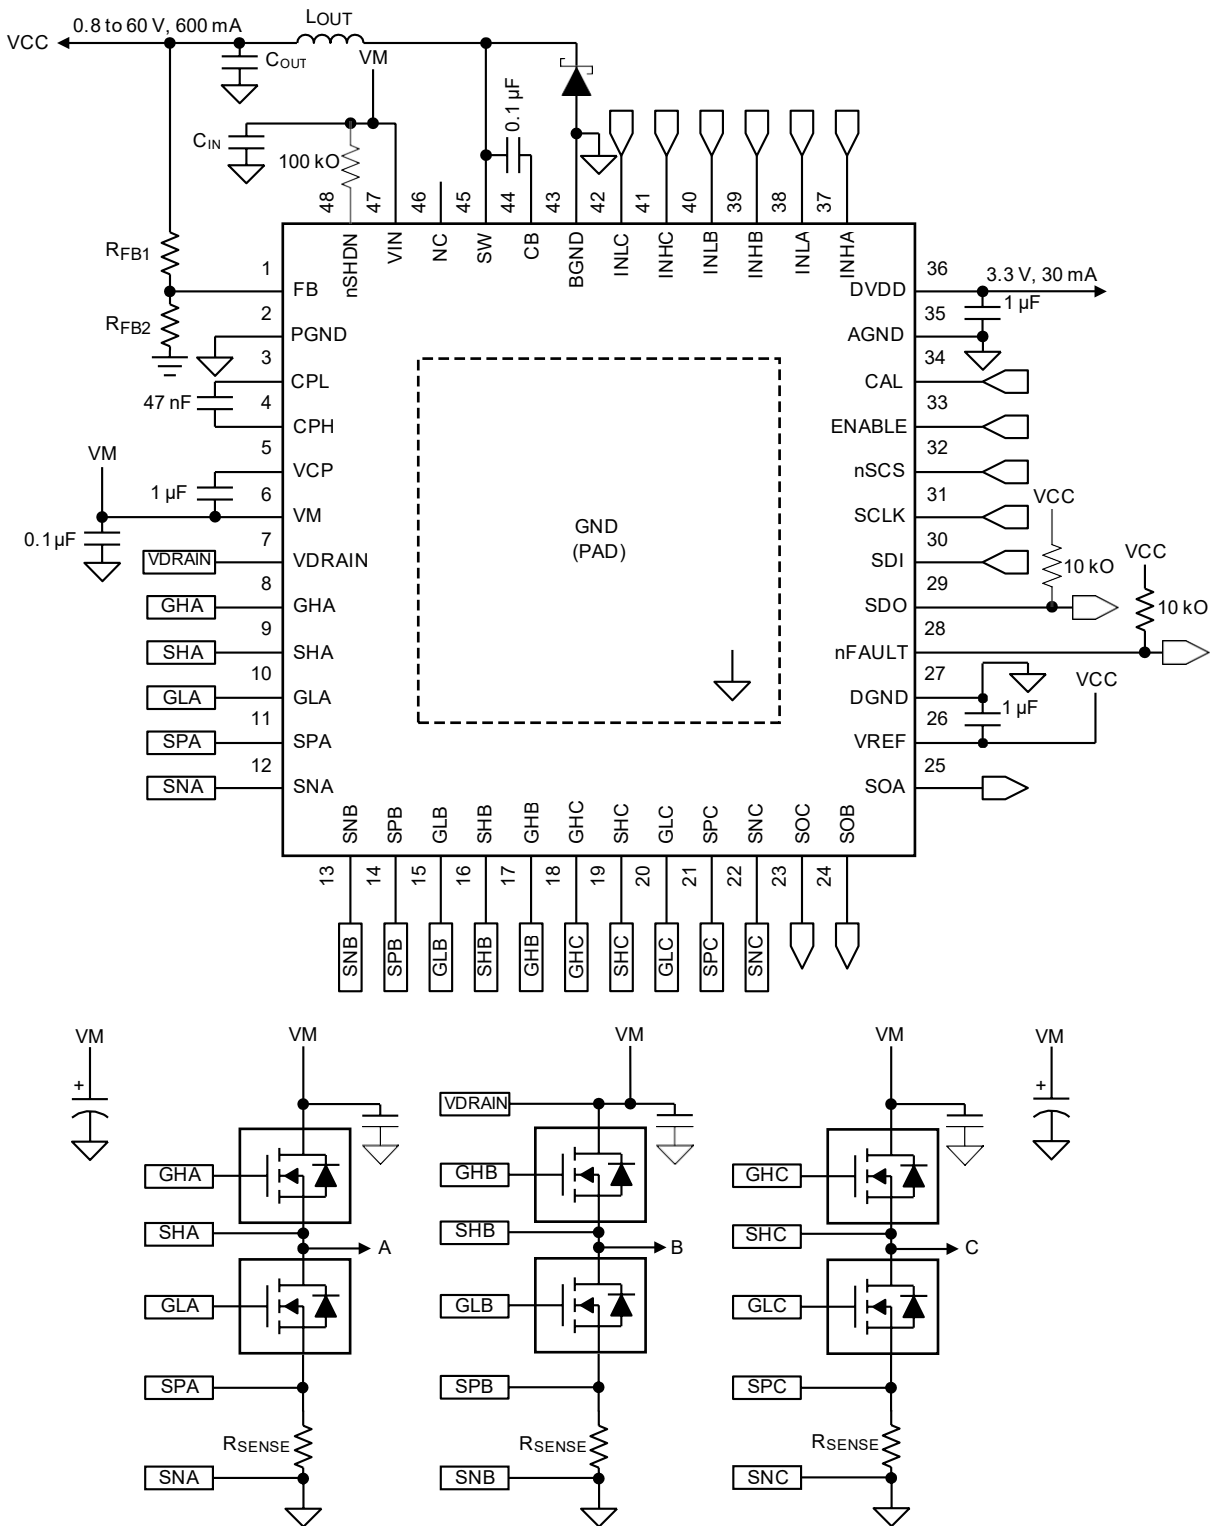 0.8 to 60 V, 600 mA
VCC
LOUT
COUT
VM
CIN
100 kO
0.1 µF
48
47
46
45
44
43
42
41
40
39
38
37
nSHDN
VIN
NC
SW
CB
BGND
INLC
INHC
INLB
INHB
INLA
INHA
RFB1
RFB2
1
FB
2
PGND
3
CPL
47 nF
4
CPH
5
VCP
VM
1 µF
6
VM
0.1 µF
7
VDRAIN
VDRAIN
8
GHA
GHA
9
SHA
SHA
10
GLA
GLA
11
SPA
SPA
12
SNA
SNA
GND
(PAD)
36
DVDD
3.3 V, 30 mA
1 µF
35
AGND
34
CAL
33
ENABLE
32
nSCS
31
SCLK
VCC
30
SDI
10 kO
VCC
29
SDO
10 kO
28
nFAULT
27
DGND
VCC
1 µF
26
VREF
25
SOA
SNB
SPB
GLB
SHB
GHB
GHC
SHC
GLC
SPC
SNC
SOC
SOB
13
14
15
16
17
18
19
20
21
22
23
24
SNB
SPB
GLB
SHB
GHB
GHC
SHC
GLC
SPC
SNC
VM
+
VM
GHA
SHA
A
GLA
SPA
RSENSE
SNA
VM
VDRAIN
GHB
SHB
B
GLB
SPB
RSENSE
SNB
VM
GHC
SHC
C
GLC
SPC
RSENSE
SNC
VM
+